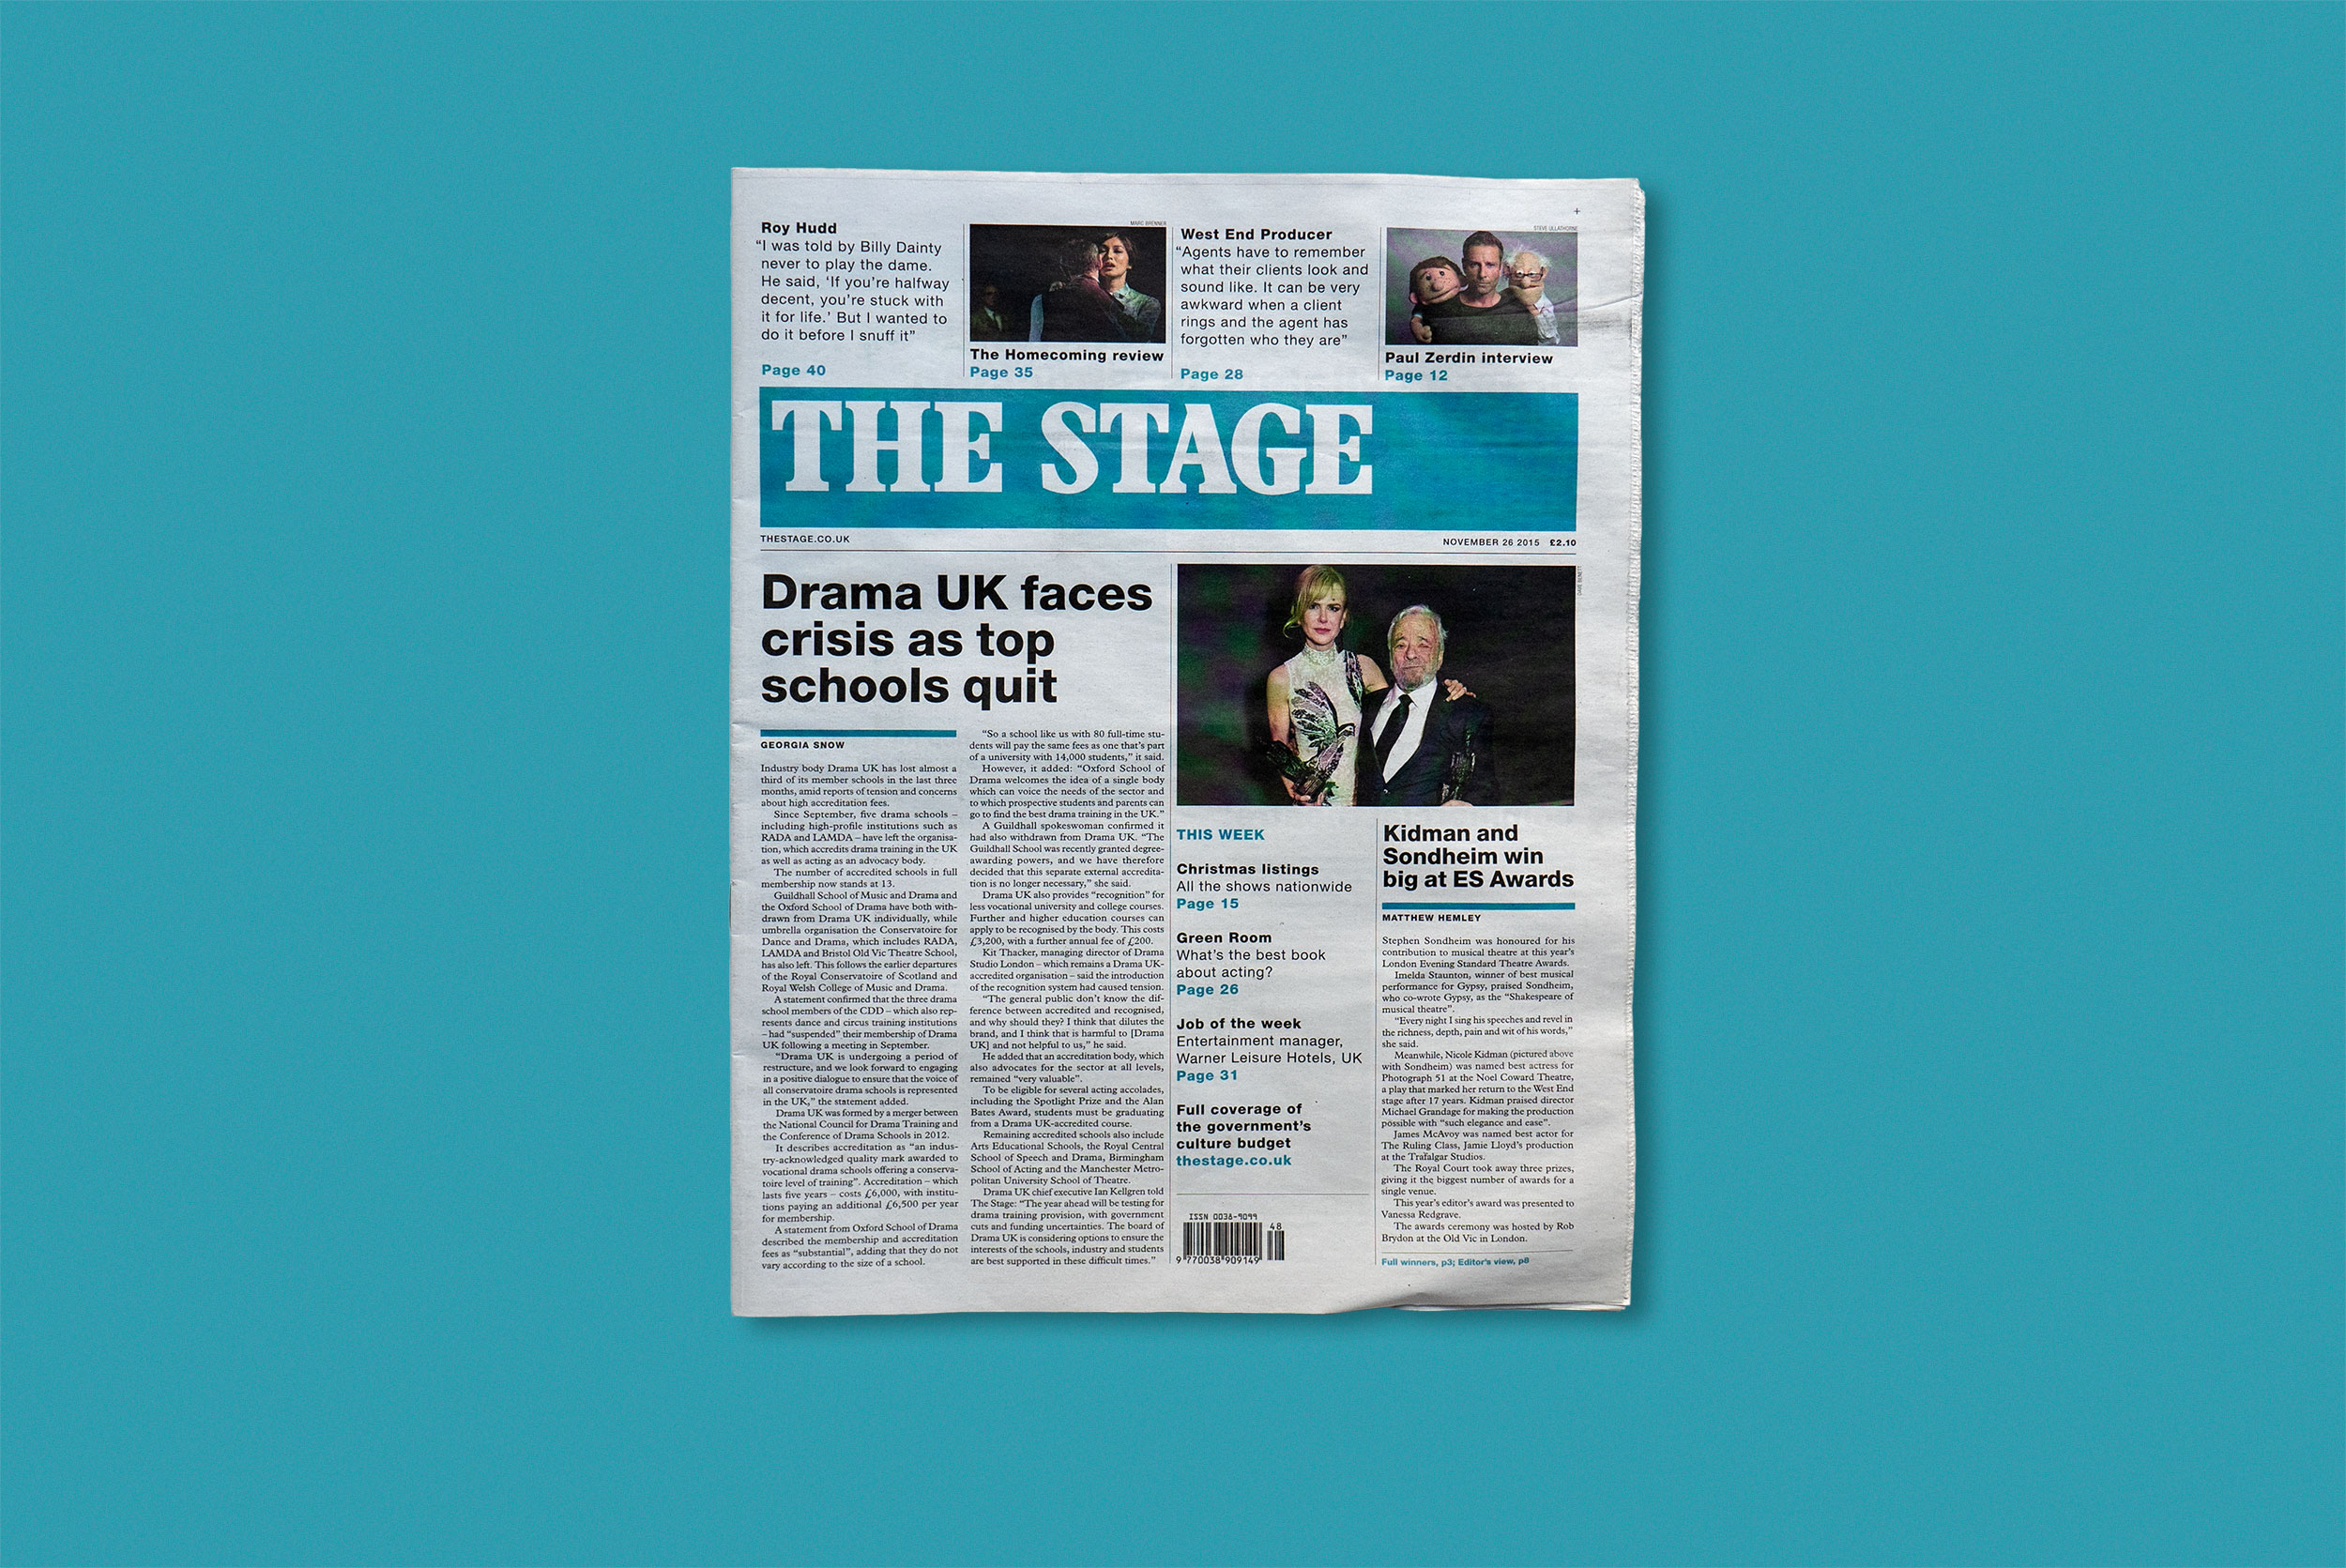 Roy Hudd
“I was told by Billy Dainty
never to play the dame.
He said, ‘If you’re halfway
decent, you’re stuck with
it for life.’ But I wanted to
do it before I snuff it”
Page 40
MARC BRENNER
The Homecoming review
Page 35
West End Producer
“Agents have to remember
what their clients look and
sound like. It can be very
awkward when a client
rings and the agent has
forgotten who they are”
Page 28
STEVE ULLATHORNE
Paul Zerdin interview
Page 12
THE STAGE
THESTAGE.CO.UK
NOVEMBER 26 2015 £2.10
Drama UK faces
crisis as top
schools quit
GEORGIA SNOW
Industry body Drama UK has lost almost a
third of its member schools in the last three
months, amid reports of tension and concerns
about high accreditation fees.
Since September, five drama schools –
including high-profile institutions such as
RADA and LAMDA – have left the organisa-
tion, which accredits drama training in the UK
as well as acting as an advocacy body.
The number of accredited schools in full
membership now stands at 13.
Guildhall School of Music and Drama and
the Oxford School of Drama have both with-
drawn from Drama UK individually, while
umbrella organisation the Conservatoire for
Dance and Drama, which includes RADA,
LAMDA and Bristol Old Vic Theatre School,
has also left. This follows the earlier departures
of the Royal Conservatoire of Scotland and
Royal Welsh College of Music and Drama.
A statement confirmed that the three drama
school members of the CDD – which also rep-
resents dance and circus training institutions
– had “suspended” their membership of Drama
UK following a meeting in September.
“Drama UK is undergoing a period of
restructure, and we look forward to engaging
in a positive dialogue to ensure that the voice of
all conservatoire drama schools is represented
in the UK,” the statement added.
Drama UK was formed by a merger between
the National Council for Drama Training and
the Conference of Drama Schools in 2012.
It describes accreditation as “an indus-
try-acknowledged quality mark awarded to
vocational drama schools offering a conserva-
toire level of training”. Accreditation – which
lasts five years – costs £6,000, with institu-
tions paying an additional £6,500 per year
for membership.
A statement from Oxford School of Drama
described the membership and accreditation
fees as “substantial”, adding that they do not
vary according to the size of a school.
“So a school like us with 80 full-time stu-
dents will pay the same fees as one that’s part
of a university with 14,000 students,” it said.
However, it added: “Oxford School of
Drama welcomes the idea of a single body
which can voice the needs of the sector and
to which prospective students and parents can
go to find the best drama training in the UK.”
A Guildhall spokeswoman confirmed it
had also withdrawn from Drama UK. “The
Guildhall School was recently granted degree-
awarding powers, and we have therefore
decided that this separate external accredita-
tion is no longer necessary,” she said.
Drama UK also provides “recognition” for
less vocational university and college courses.
Further and higher education courses can
apply to be recognised by the body. This costs
£3,200, with a further annual fee of £200.
Kit Thacker, managing director of Drama
Studio London – which remains a Drama UK-
accredited organisation – said the introduction
of the recognition system had caused tension.
“The general public don’t know the dif-
ference between accredited and recognised,
and why should they? I think that dilutes the
brand, and I think that is harmful to [Drama
UK] and not helpful to us,” he said.
He added that an accreditation body, which
also advocates for the sector at all levels,
remained “very valuable”.
To be eligible for several acting accolades,
including the Spotlight Prize and the Alan
Bates Award, students must be graduating
from a Drama UK-accredited course.
Remaining accredited schools also include
Arts Educational Schools, the Royal Central
School of Speech and Drama, Birmingham
School of Acting and the Manchester Metro-
politan University School of Theatre.
Drama UK chief executive Ian Kellgren told
The Stage: “The year ahead will be testing for
drama training provision, with government
cuts and funding uncertainties. The board of
Drama UK is considering options to ensure the
interests of the schools, industry and students
are best supported in these difficult times.”
DAVE BENETT
THIS WEEK
Christmas listings
All the shows nationwide
Page 15
Green Room
What’s the best book
about acting?
Page 26
Job of the week
Entertainment manager,
Warner Leisure Hotels, UK
Page 31
Full coverage of
the government’s
culture budget
thestage.co.uk
ISSN 0038-9099
48
9 770038 909149
Kidman and
Sondheim win
big at ES Awards
MATTHEW HEMLEY
Stephen Sondheim was honoured for his
contribution to musical theatre at this year’s
London Evening Standard Theatre Awards.
Imelda Staunton, winner of best musical
performance for Gypsy, praised Sondheim,
who co-wrote Gypsy, as the “Shakespeare of
musical theatre”.
“Every night I sing his speeches and revel in
the richness, depth, pain and wit of his words,”
she said.
Meanwhile, Nicole Kidman (pictured above
with Sondheim) was named best actress for
Photograph 51 at the Noel Coward Theatre,
a play that marked her return to the West End
stage after 17 years. Kidman praised director
Michael Grandage for making the production
possible with “such elegance and ease”.
James McAvoy was named best actor for
The Ruling Class, Jamie Lloyd’s production
at the Trafalgar Studios.
The Royal Court took away three prizes,
giving it the biggest number of awards for a
single venue.
This year’s editor’s award was presented to
Vanessa Redgrave.
The awards ceremony was hosted by Rob
Brydon at the Old Vic in London.
Full winners, p3; Editor’s view, p8